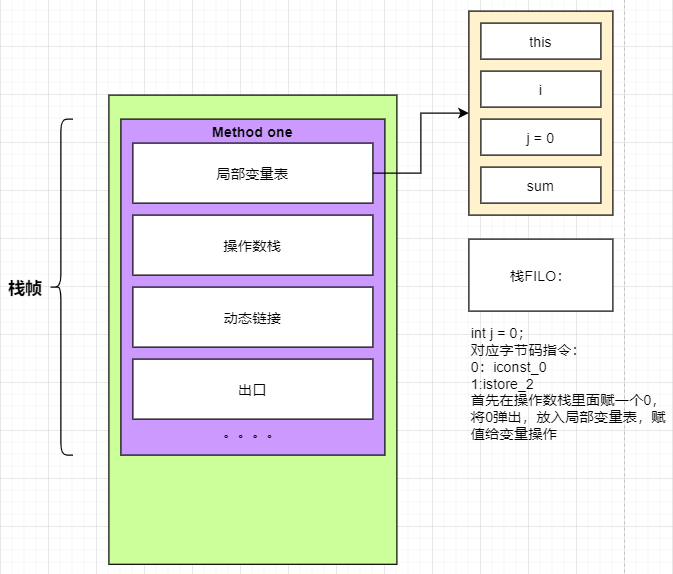 栈帧
Method one
局部变量表
操作数栈
动态链接
出口
。。。。
this
i
j = 0
sum
栈FILO：
int j = 0；
对应字节码指令：
0：iconst_0
1:istore_2
首先在操作数栈里面赋一个0，
将0弹出，放入局部变量表，赋
值给变量操作